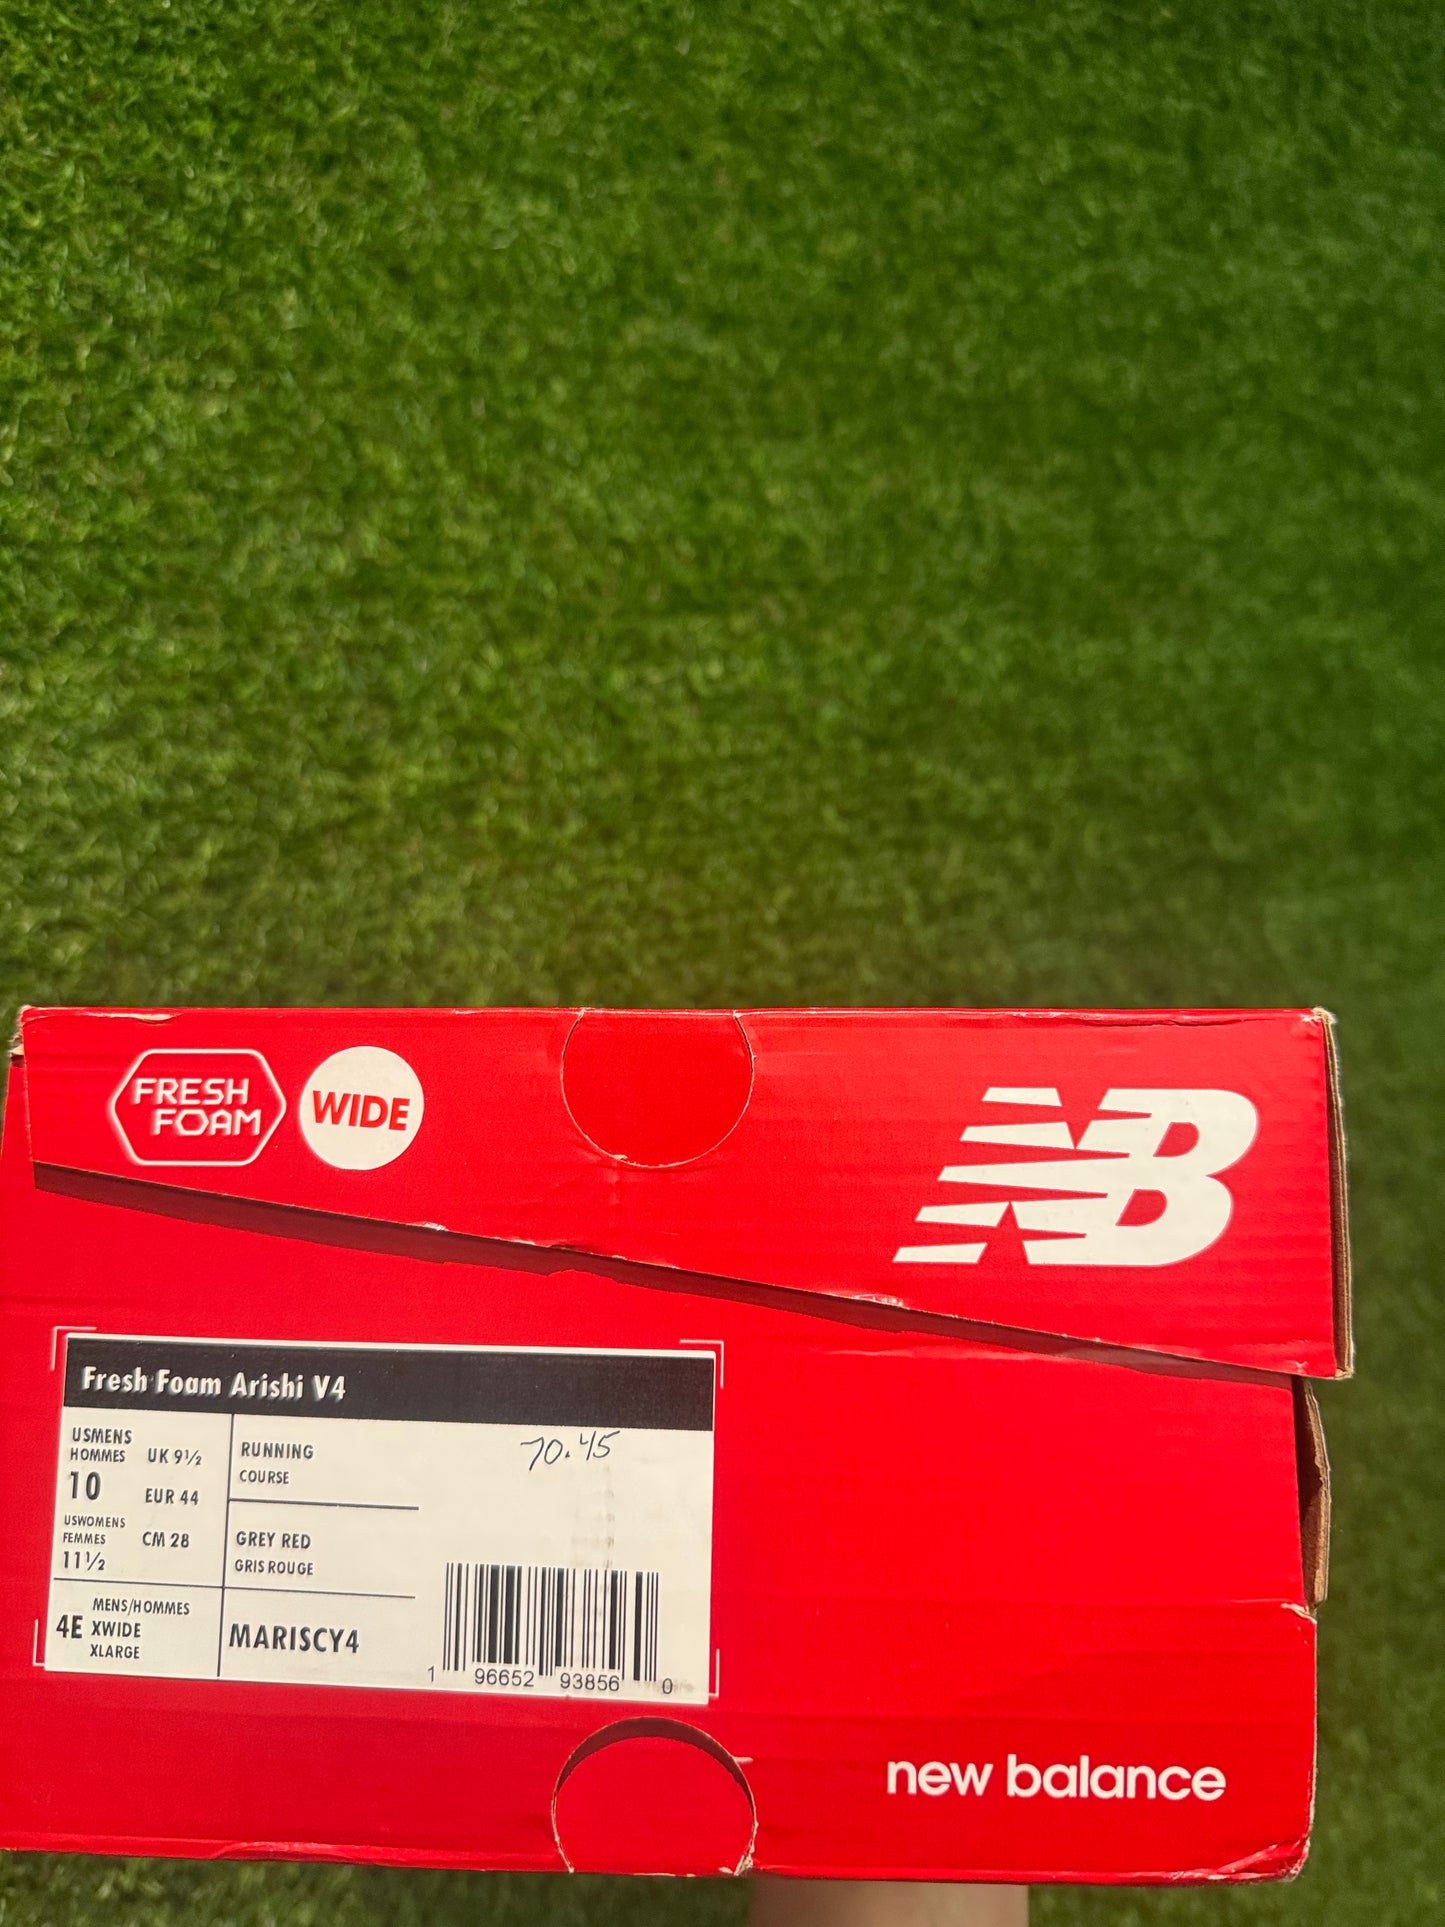 FRESH
FOAM
WIDE
NB
Fresh Foam Arishi V4
USMENS
HOMMES
10
UK 9½
EUR 44
CM 28
USWOMENS
FEMMES
11½
RUNNING
COURSE
GREY RED
GRIS ROUGE
70.45
4E
MENS/HOMMES
XWIDE
XLARGE
MARISCY4
1 96652 93856 0
new balance